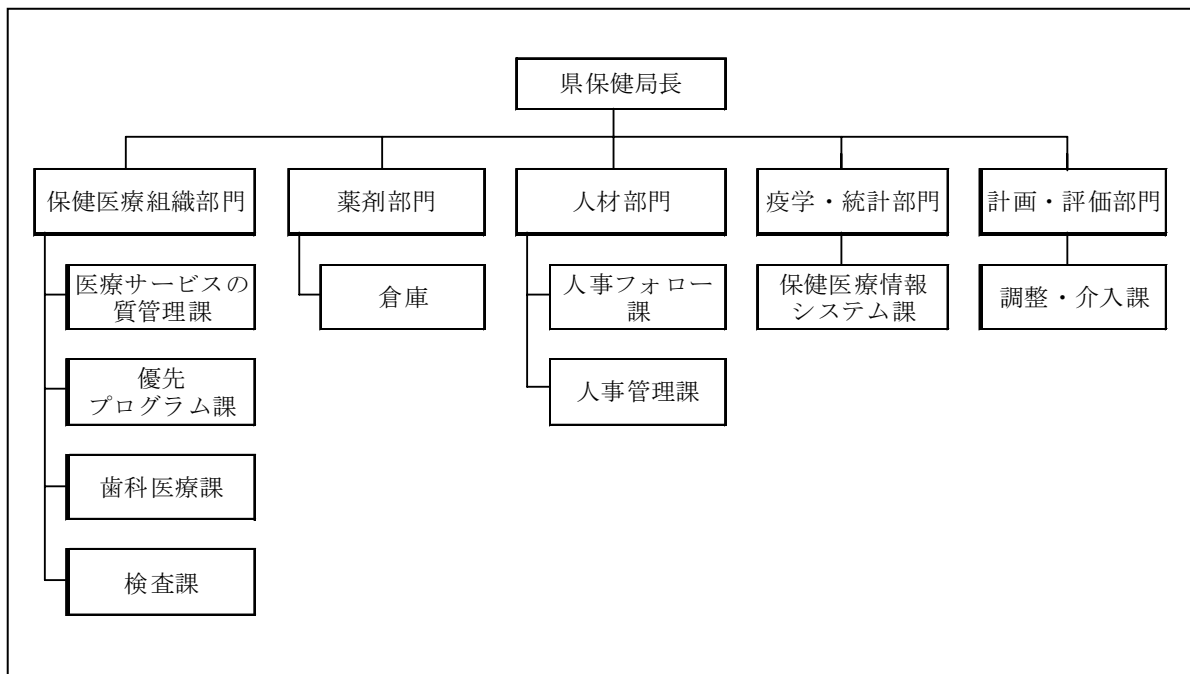 県保健局長
保健医療組織部門
薬剤部門
人材部門
疫学・統計部門
計画・評価部門
医療サービスの
質管理課
倉庫
人事フォロー
課
保健医療情報
システム課
調整・介入課
優先
プログラム課
人事管理課
歯科医療課
検査課